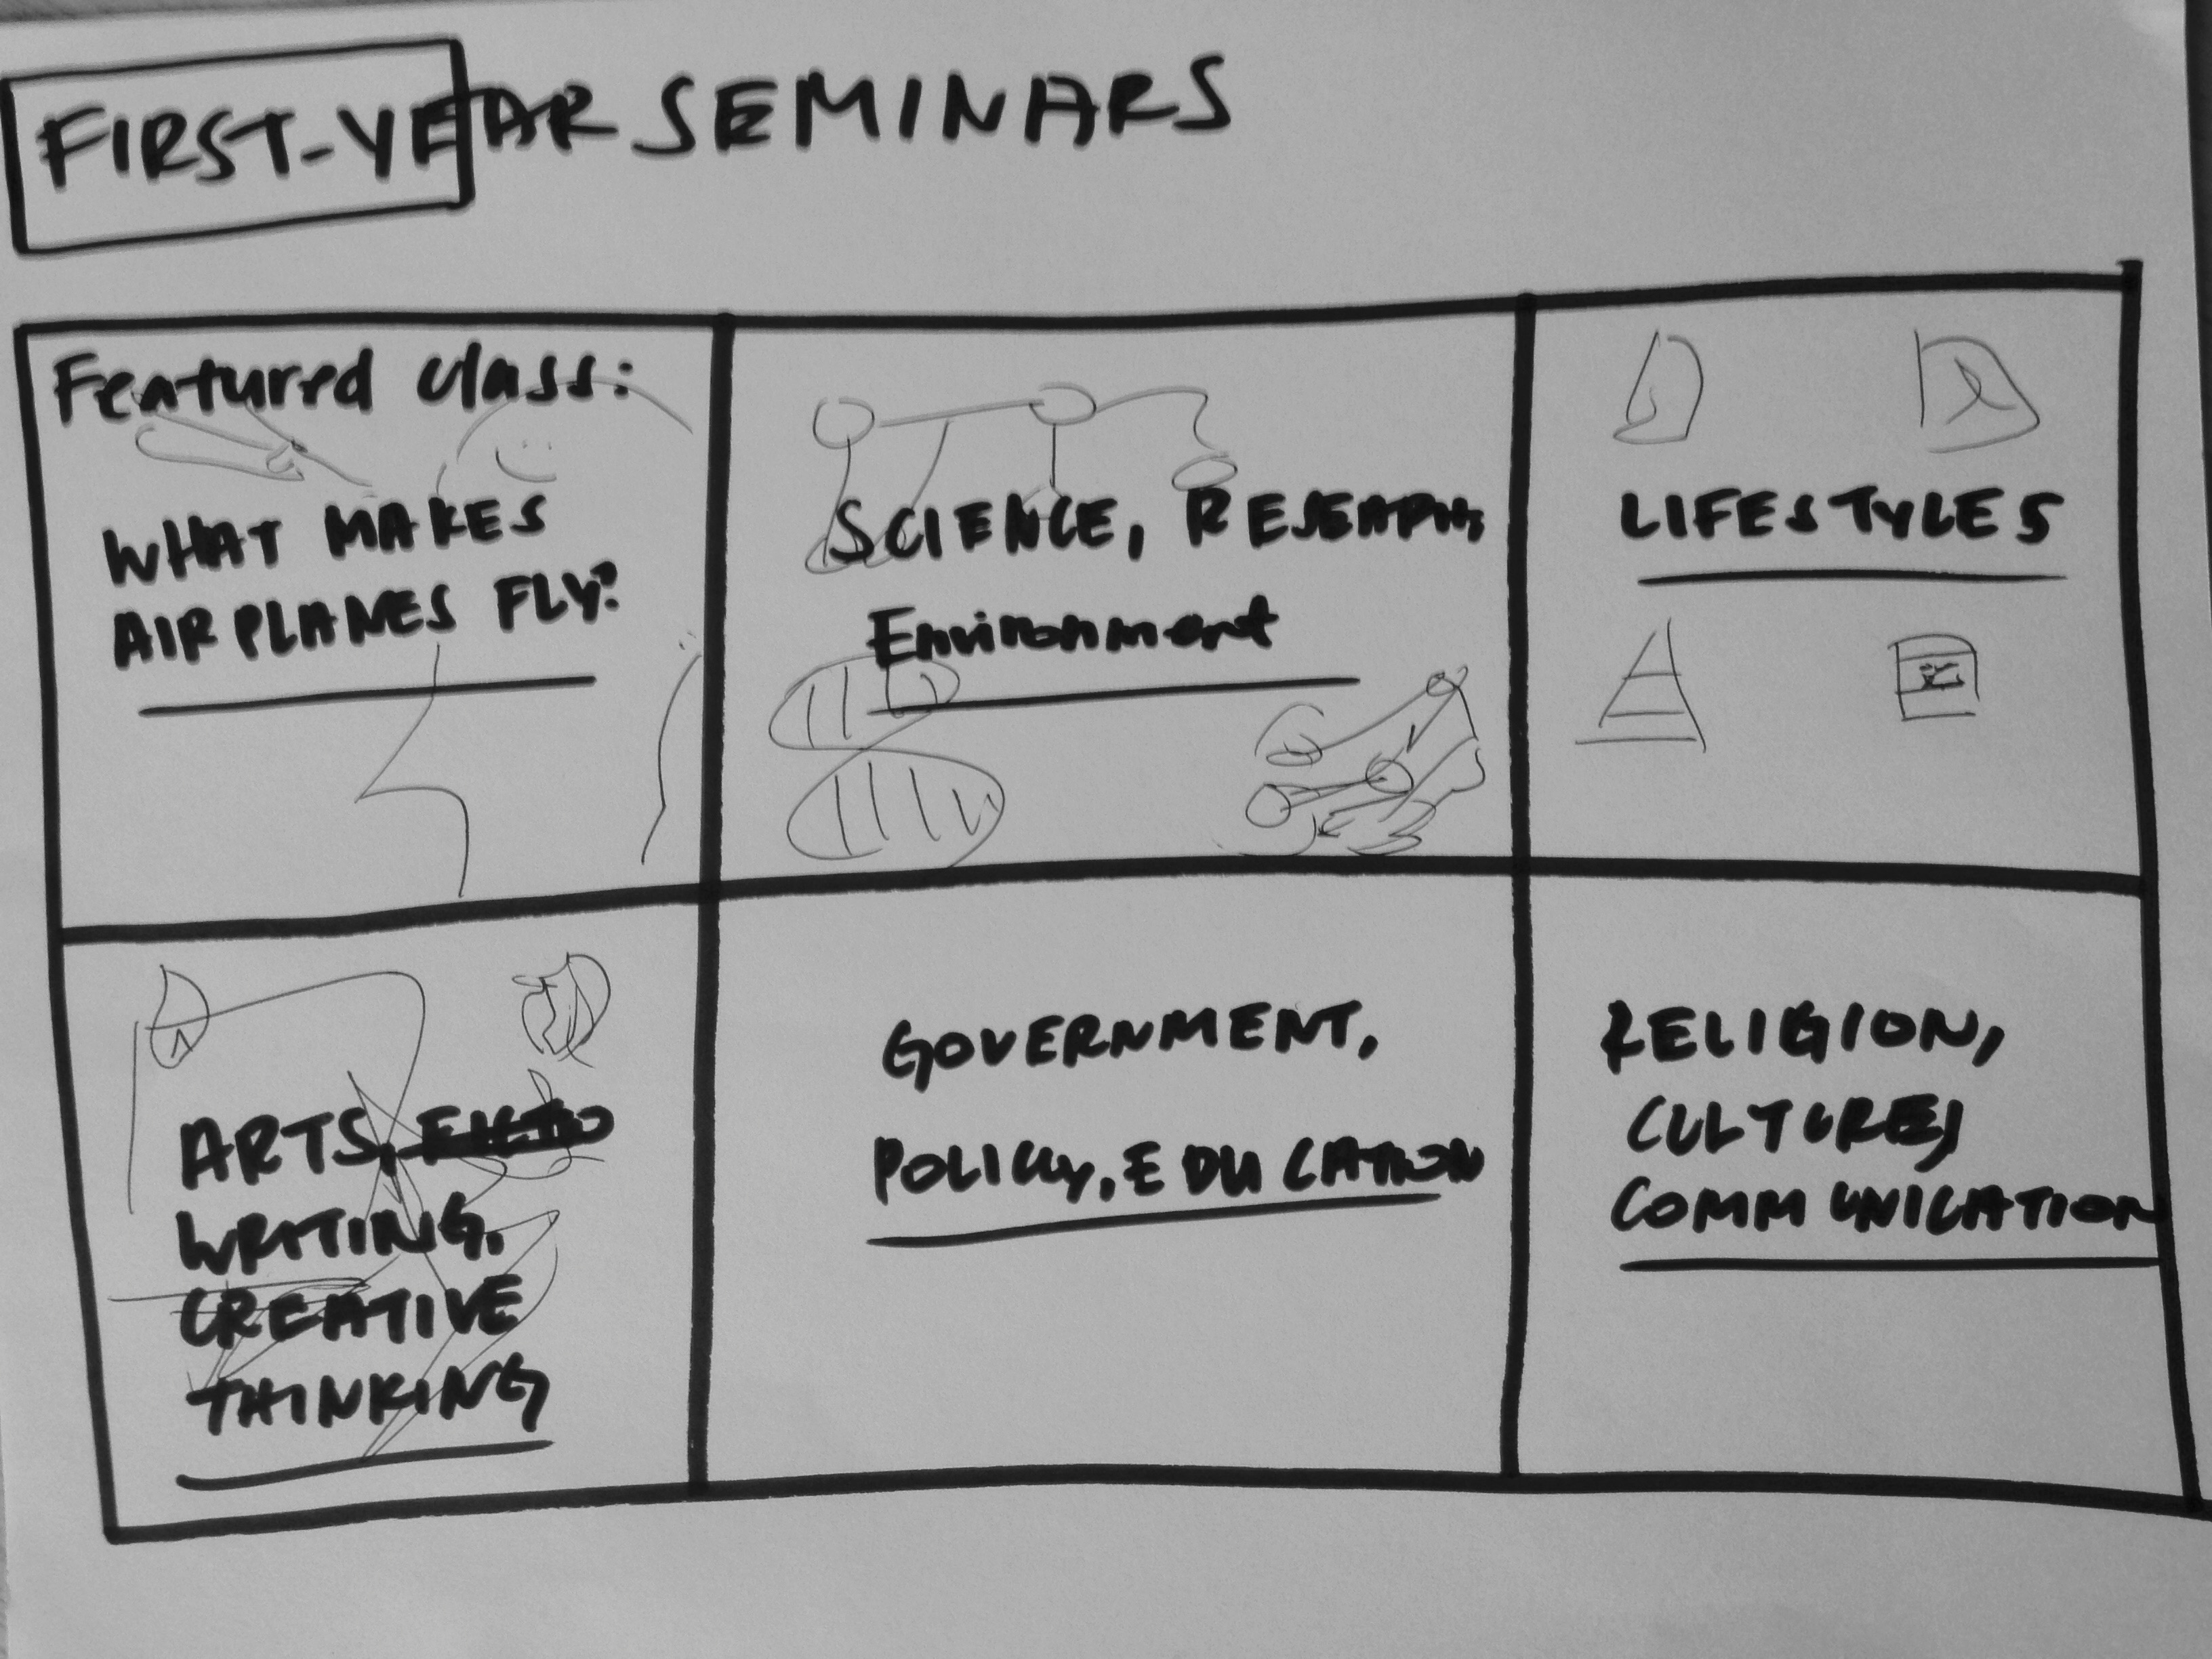 FIRST-YEAR SEMINARS
Featured class:
WHAT MAKES
AIRPLANES FLY?
SCIENCE, RESEARCH,
Environment
LIFESTYLES
ARTS,
WRITING,
CREATIVE
THINKING
GOVERNMENT,
POLICY, EDUCATION
RELIGION,
CULTURE,
COMMUNICATION